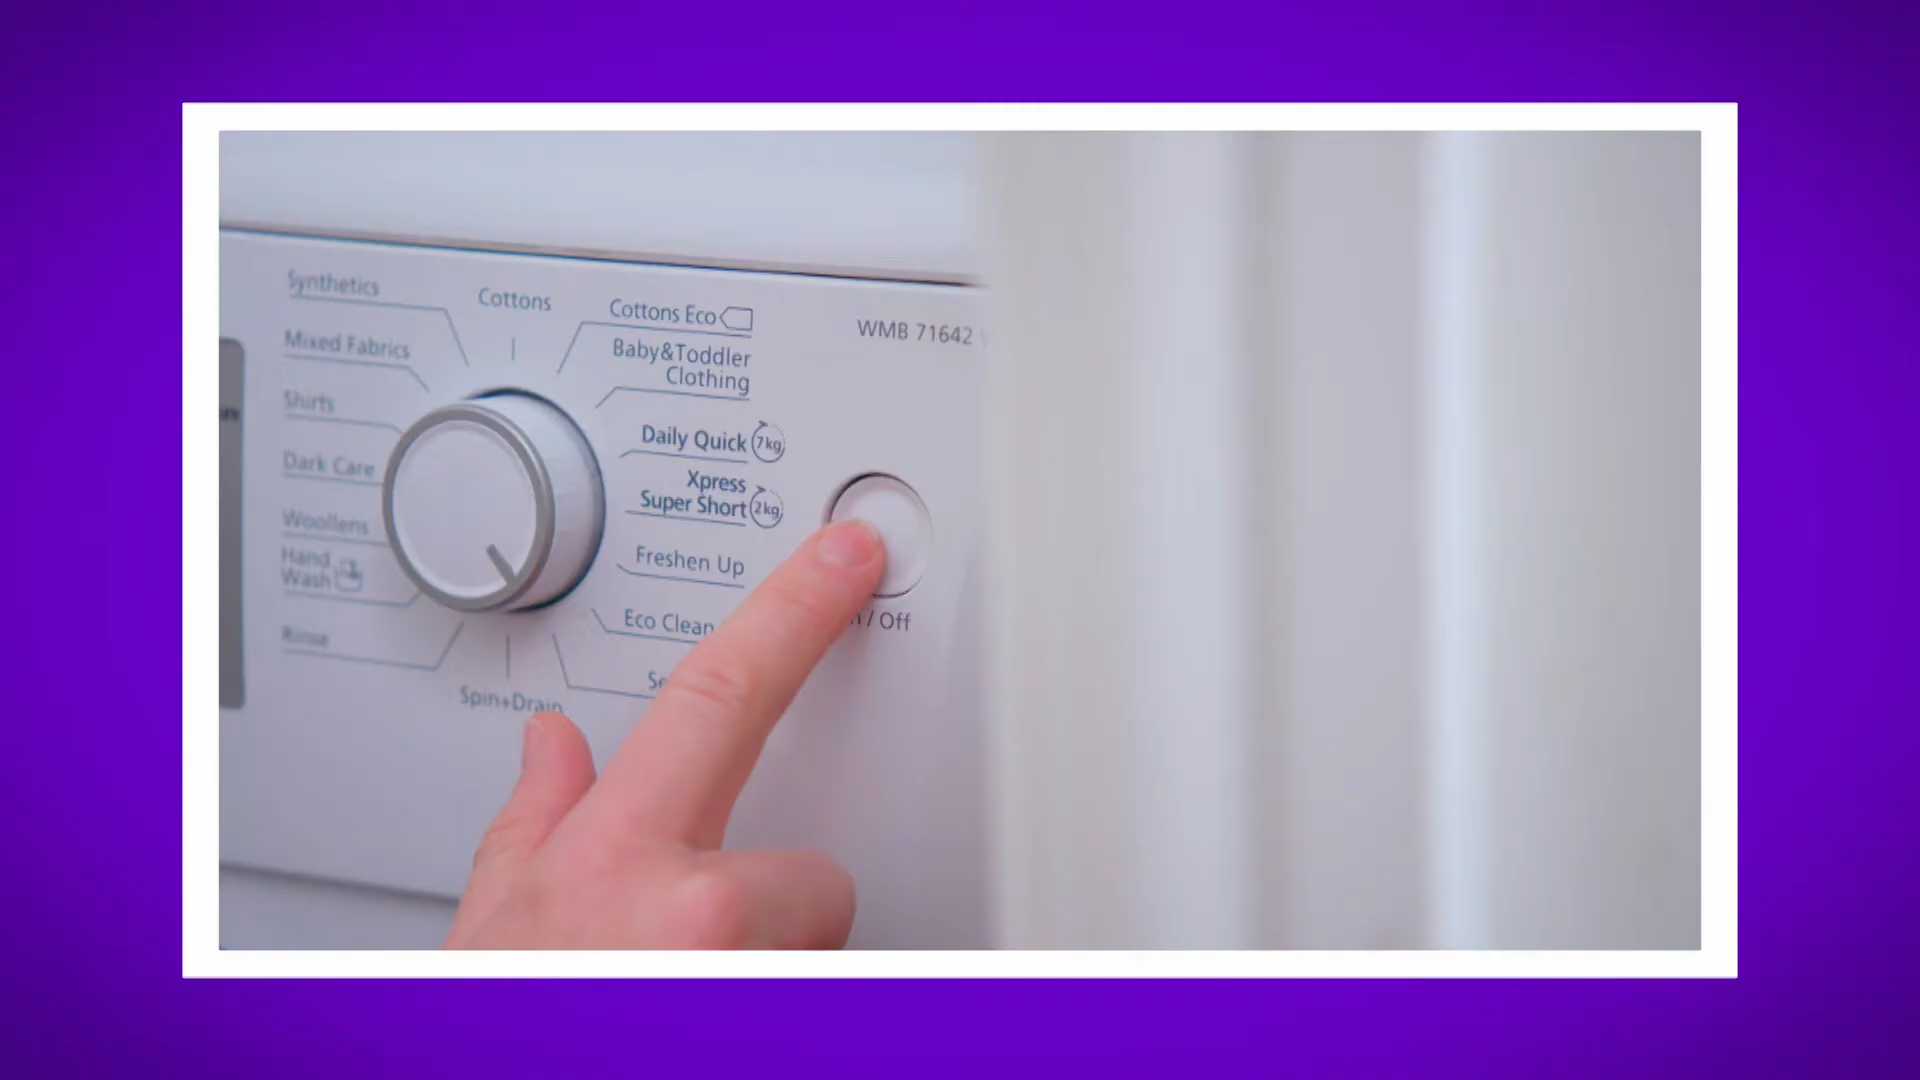 Synthetics
Cottons
Cottons Eco
Mixed Fabrics
Baby&Toddler
Clothing
WMB 71642
Shirts
Daily Quick 7kg
Dark Care
Xpress
Super Short 2kg
Woollens
Freshen Up
Hand
Wash
Eco Clean
/ Off
Rinse
Spin+Drain